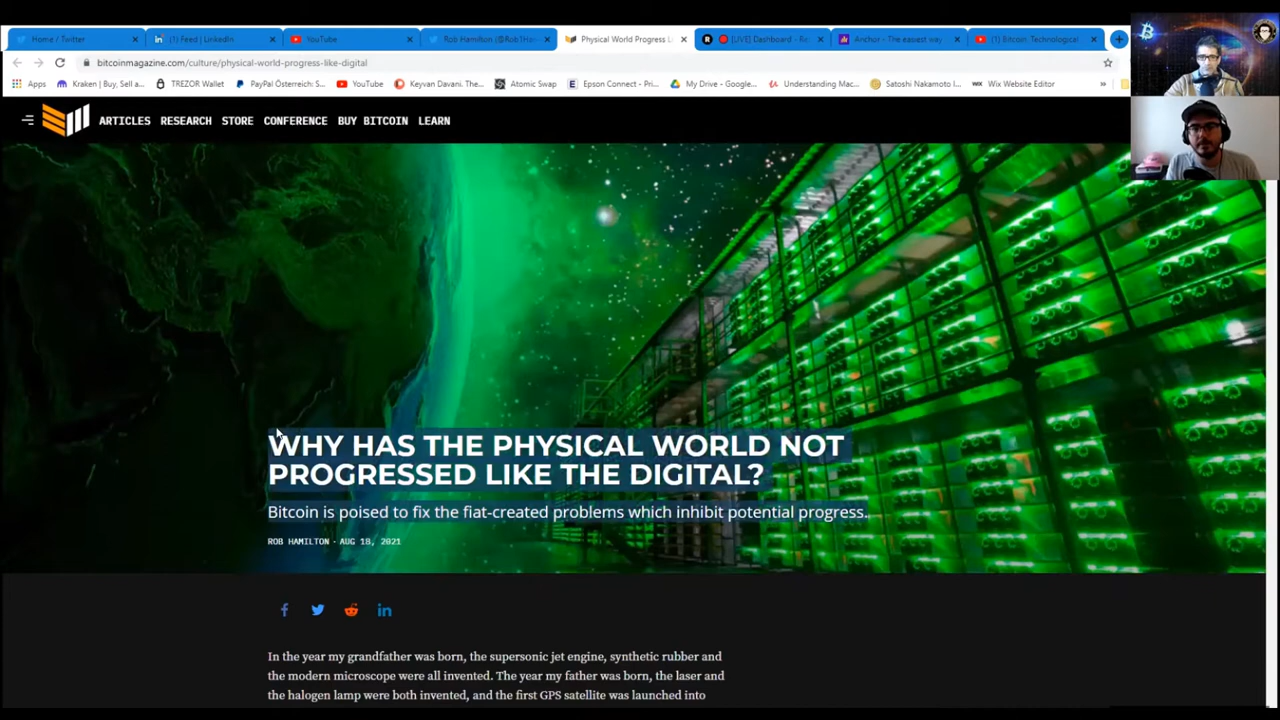 Home / Twitter
(1) Feed | LinkedIn
YouTube
Rob Hamilton (@Rob1Ham
Physical World Progress L
[LIVE] Dashboard - Re
Anchor - The easiest way
(1) Bitcoin, Technological
bitcoinmagazine.com/culture/physical-world-progress-like-digital
Apps
Kraken | Buy, Sell a...
TREZOR Wallet
PayPal Österreich: S...
YouTube
Keyvan Davani. The...
Atomic Swap
Epson Connect - Pri...
My Drive - Google...
Understanding Mac...
Satoshi Nakamoto I...
Wix Website Editor
ARTICLES RESEARCH STORE CONFERENCE BUY BITCOIN LEARN
WHY HAS THE PHYSICAL WORLD NOT
PROGRESSED LIKE THE DIGITAL?
Bitcoin is poised to fix the fiat-created problems which inhibit potential progress.
ROB HAMILTON · AUG 18, 2021
In the year my grandfather was born, the supersonic jet engine, synthetic rubber and
the modern microscope were all invented. The year my father was born, the laser and
the halogen lamp were both invented, and the first GPS satellite was launched into